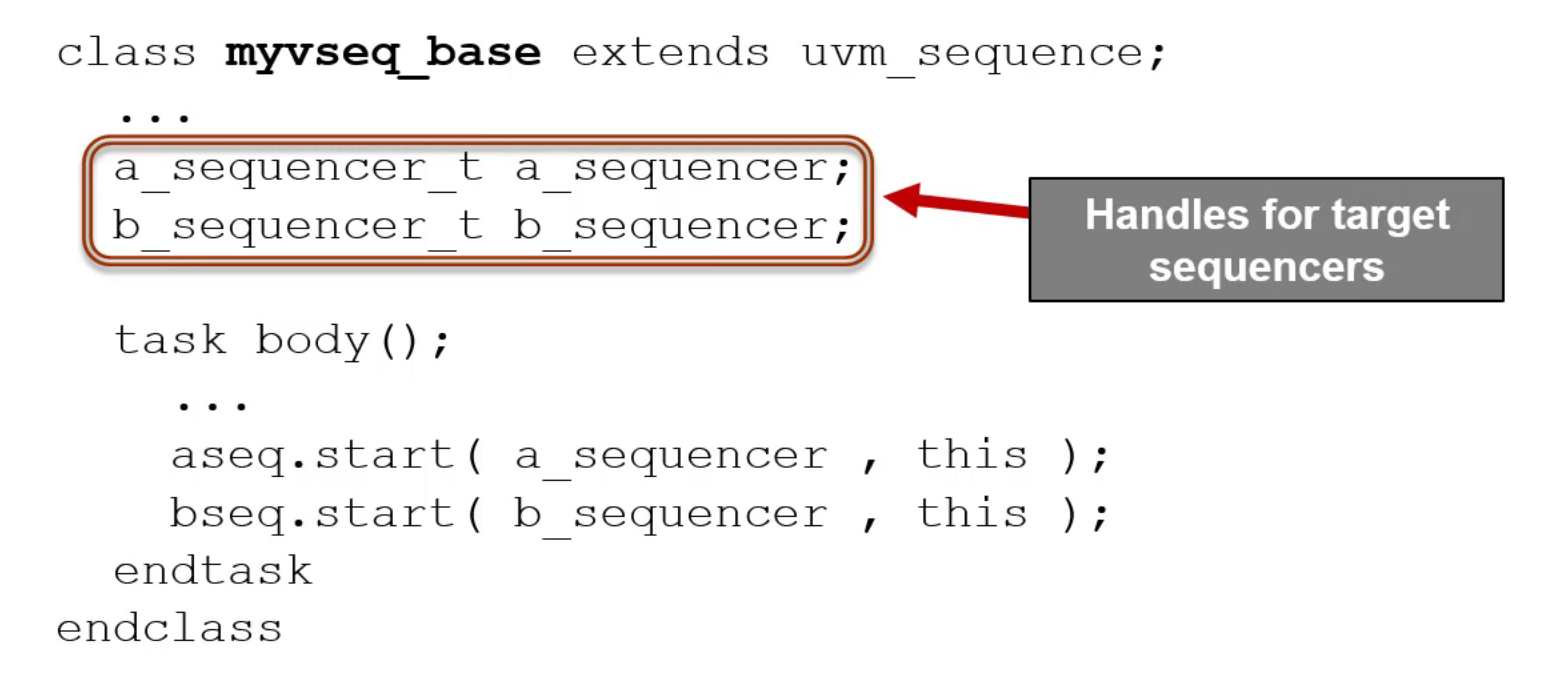 class myvseq_base extends uvm_sequence;
...
a_sequencer_t a_sequencer;
b_sequencer_t b_sequencer;
Handles for target
sequencers
task body();
...
aseq.start( a_sequencer , this );
bseq.start( b_sequencer , this );
endtask
endclass